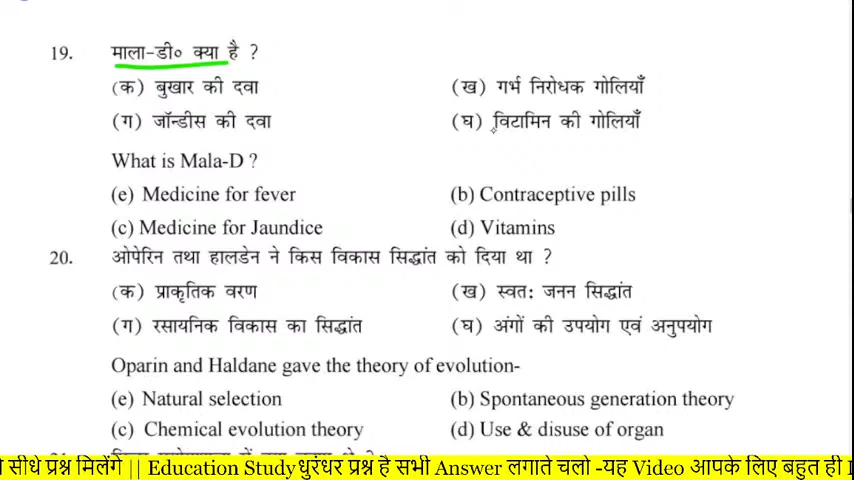 19. माला-डी० क्या है ?
(क) बुखार की दवा (ख) गर्भ निरोधक गोलियाँ
(ग) जॉन्डीस की दवा (घ) विटामिन की गोलियाँ
What is Mala-D ?
(e) Medicine for fever (b) Contraceptive pills
(c) Medicine for Jaundice (d) Vitamins
20. ओपेरिन तथा हाल्डेन ने किस विकास सिद्धांत को दिया था ?
(क) प्राकृतिक वरण (ख) स्वत: जनन सिद्धांत
(ग) रसायनिक विकास का सिद्धांत (घ) अंगों की उपयोग एवं अनुपयोग
Oparin and Haldane gave the theory of evolution-
(e) Natural selection (b) Spontaneous generation theory
(c) Chemical evolution theory (d) Use & disuse of organ
सीधे प्रश्न मिलेंगे || Education Studyधुरंधर प्रश्न है सभी Answer लगाते चलो -यह Video आपके लिए बहुत ही